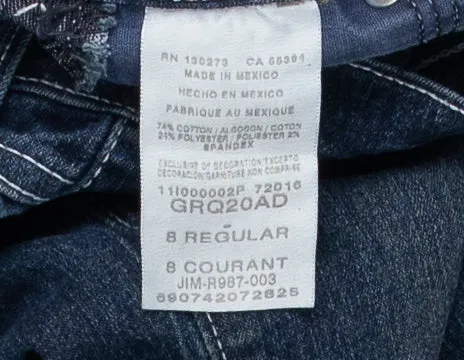 RN 130273 CA 55391
MADE IN MEXICO
HECHO EN MEXICO
FABRIQUE AU MEXIQUE
74% COTTON / ALGODON / COTON
24% POLYESTER / POLIESTER 2%
SPANDEX
EXCLUSIVE OF DECORATION/EXCEPTO
DECORACION/GARNITURE NON COMPRISE
11I000002P 72016
GRQ20AD
8 REGULAR
8 COURANT
JIM-R987-003
690742072825